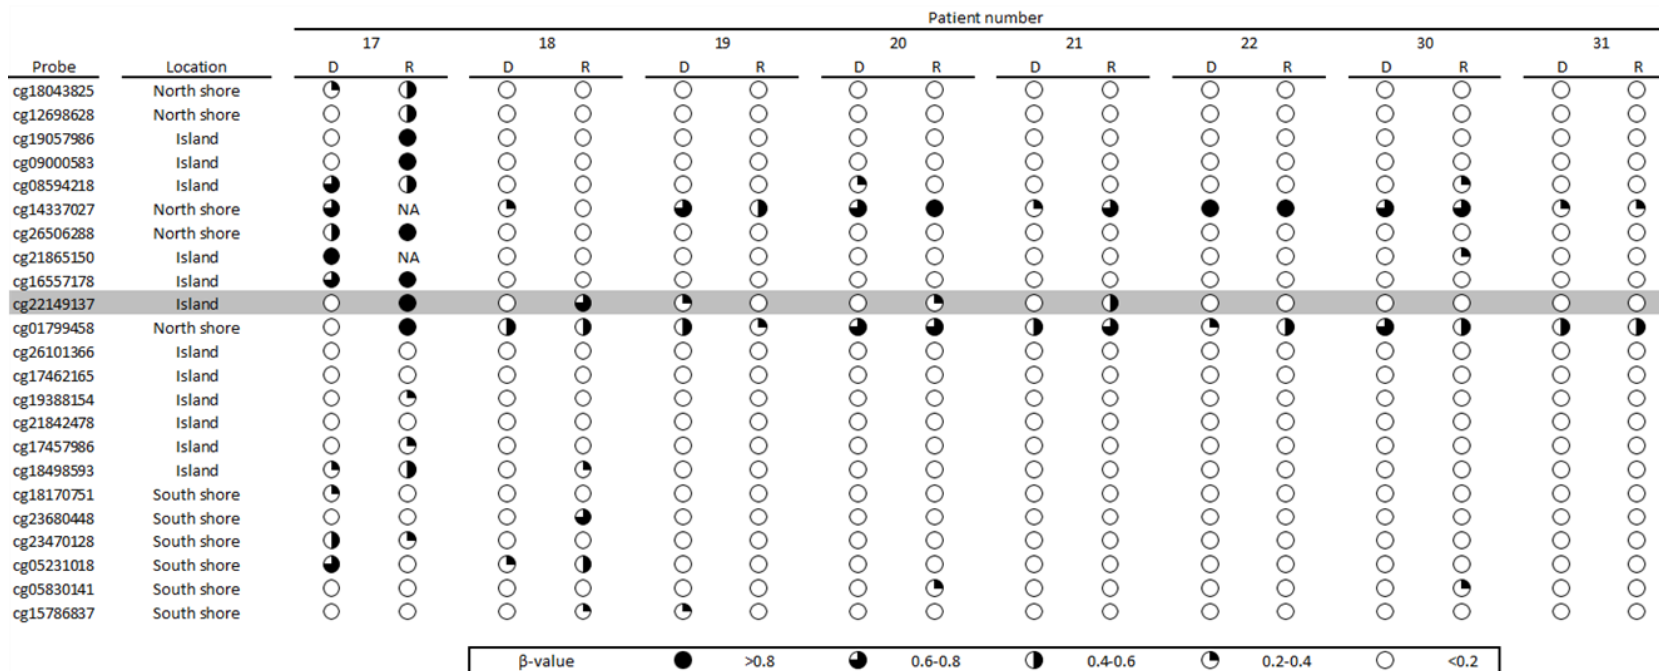 Patient number
17 18 19 20 21 22 30 31
Probe Location D R D R D R D R D R D R D R D R
cg18043825 North shore
cg12698628 North shore
cg19057986 Island
cg09000583 Island
cg08594218 Island
cg14337027 North shore NA
cg26506288 North shore
cg21865150 Island NA
cg16557178 Island
cg22149137 Island
cg01799458 North shore
cg26101366 Island
cg17462165 Island
cg19388154 Island
cg21842478 Island
cg17457986 Island
cg18498593 Island
cg18170751 South shore
cg23680448 South shore
cg23470128 South shore
cg05231018 South shore
cg05830141 South shore
cg15786837 South shore
β-value >0.8 0.6-0.8 0.4-0.6 0.2-0.4 <0.2